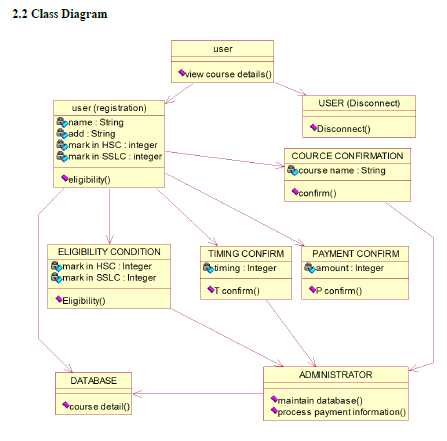 2.2 Class Diagram
user
view course details()
user (registration)
name : String
add : String
mark in HSC : integer
mark in SSLC : integer
eligibility()
USER (Disconnect)
Disconnect()
COURCE CONFIRMATION
course name : String
confirm()
ELIGIBILITY CONDITION
mark in HSC : Integer
mark in SSLC : Integer
Eligibility()
TIMING CONFIRM
timing : Integer
T confirm()
PAYMENT CONFIRM
amount : Integer
P confirm()
DATABASE
course detail()
ADMINISTRATOR
maintain database()
process payment information()